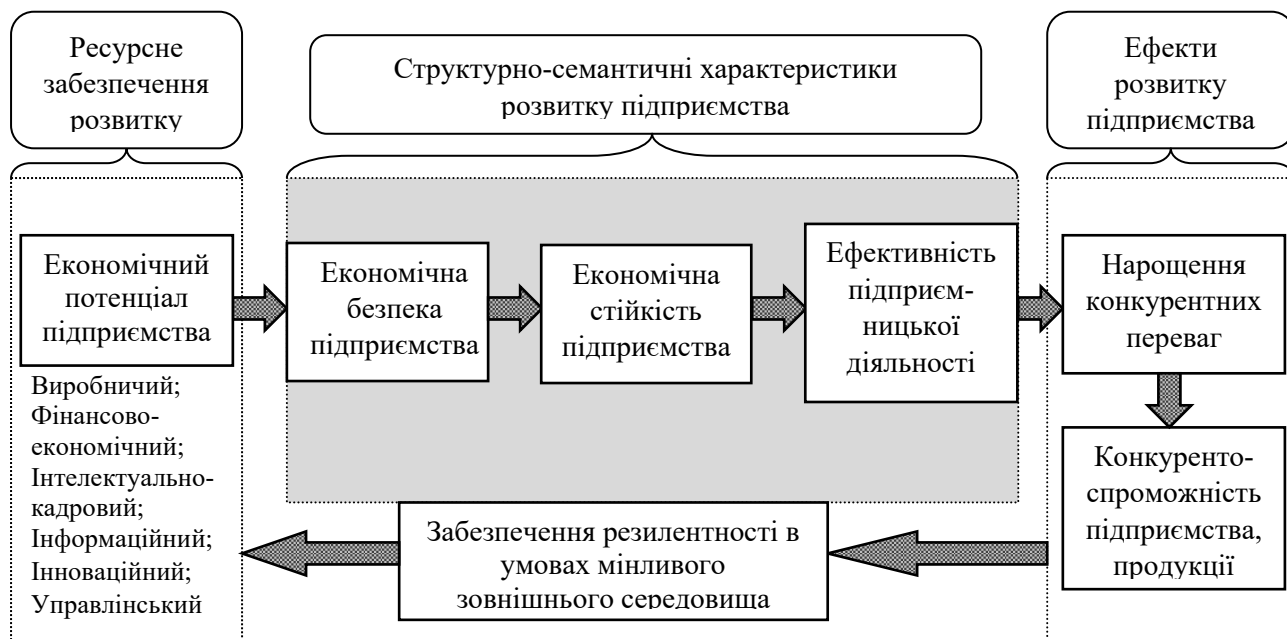 Ресурсне
забезпечення
розвитку
Структурно-семантичні характеристики
розвитку підприємства
Ефекти
розвитку
підприємства
Економічний
потенціал
підприємства
Економічна
безпека
підприємства
Економічна
стійкість
підприємства
Ефективність
підприєм-
ницької
діяльності
Нарощення
конкурентних
переваг
Виробничий;
Фінансово-
економічний;
Інтелектуально-
кадровий;
Інформаційний;
Інноваційний;
Управлінський
Забезпечення резилентності в
умовах мінливого
зовнішнього середовища
Конкуренто-
спроможність
підприємства,
продукції